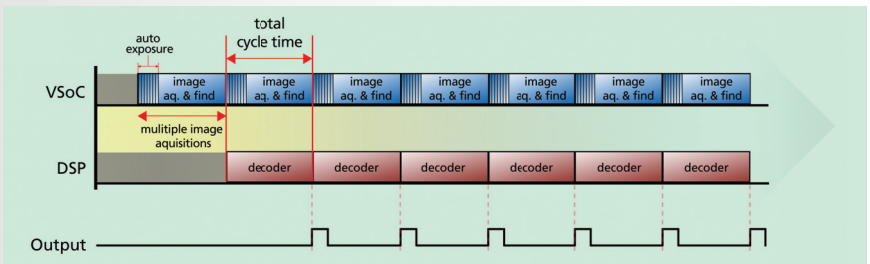 total
cycle time
auto
exposure
VSoC
image
aq. & find
image
aq. & find
image
aq. & find
image
aq. & find
image
aq. & find
image
aq. & find
image
aq. & find
mulitiple image
aquisitions
DSP
decoder
decoder
decoder
decoder
decoder
decoder
Output